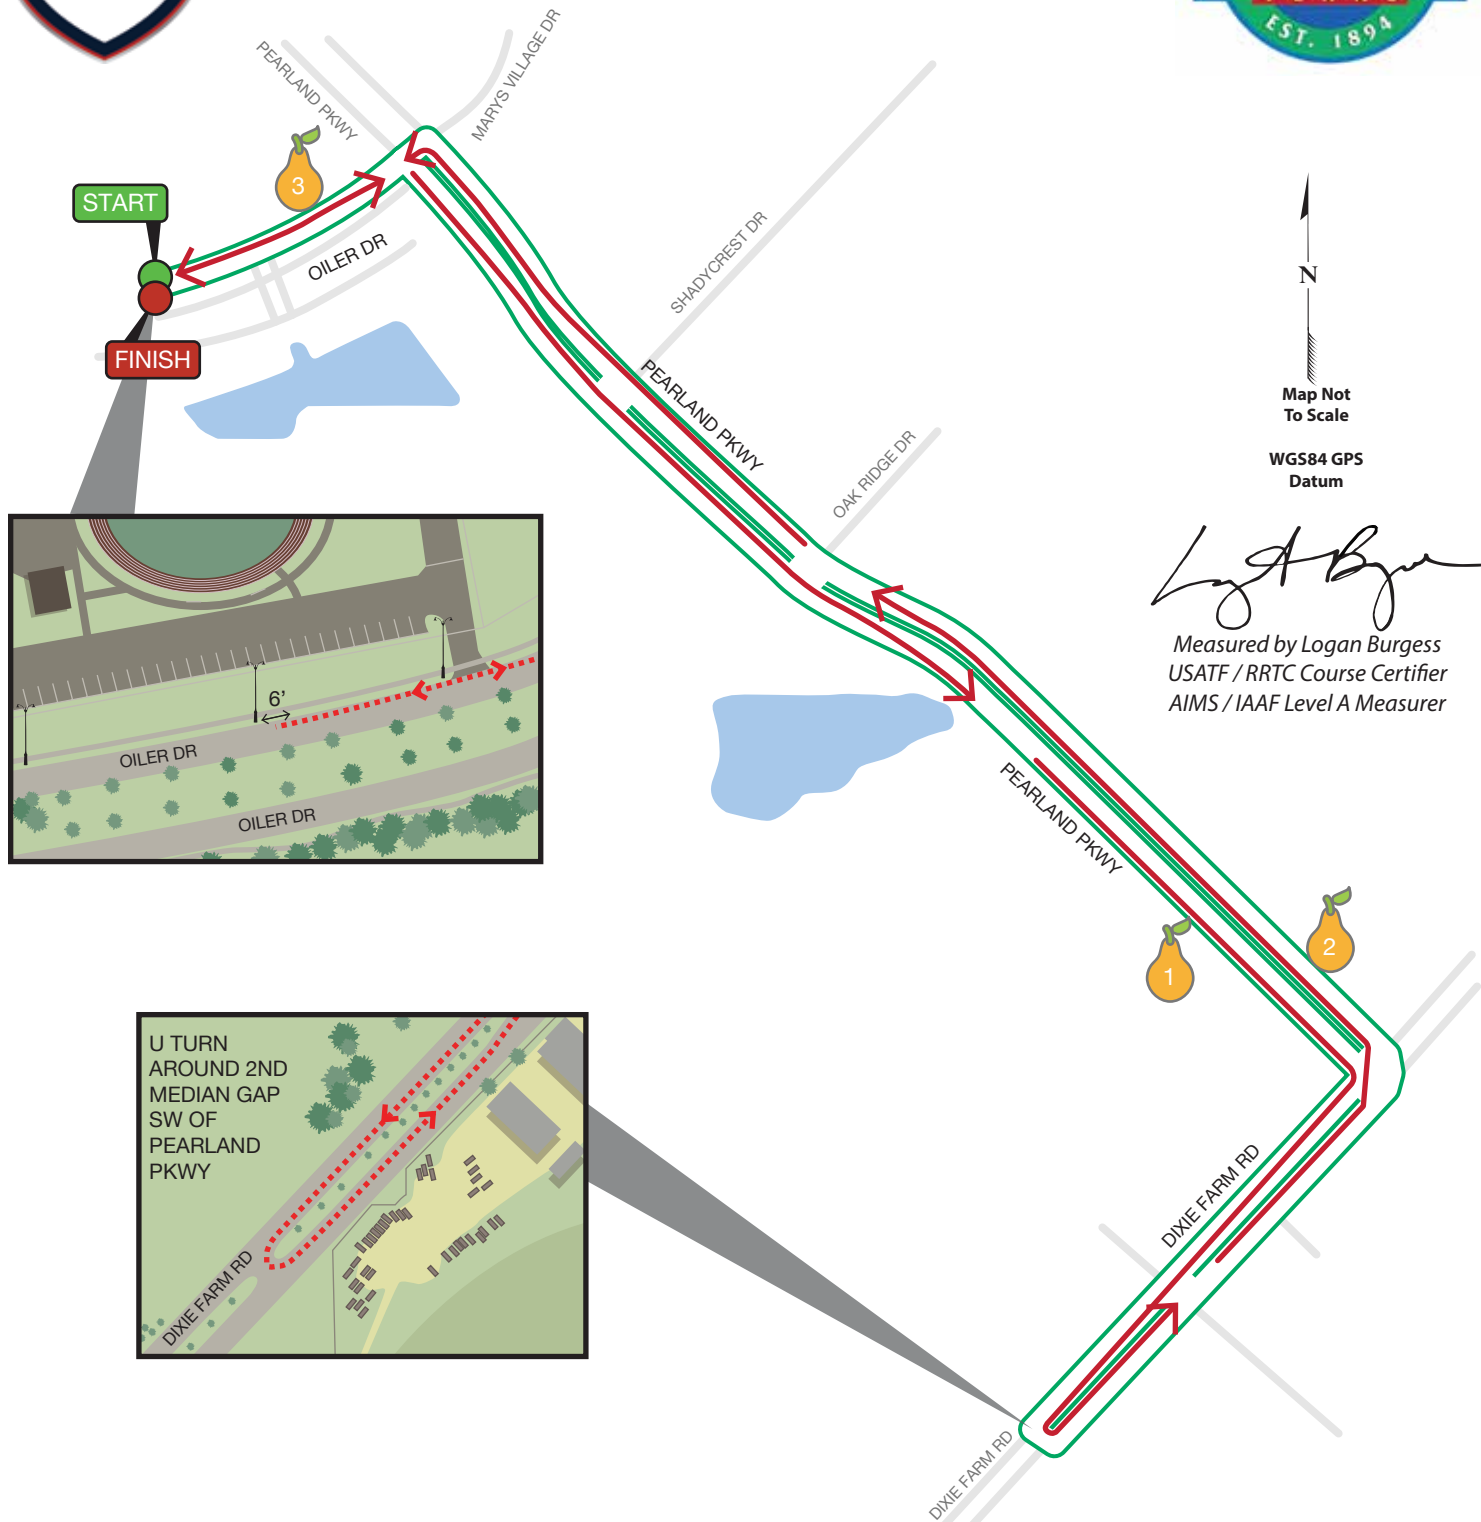 EST. 1894
PEARLAND PKWY
MARYS VILLAGE DR
3
START
OILER DR
SHADYCREST DR
N
FINISH
PEARLAND PKWY
Map Not
To Scale
OAK RIDGE DR
WGS84 GPS
Datum
Measured by Logan Burgess
USATF / RRTC Course Certifier
AIMS / IAAF Level A Measurer
6'
OILER DR
OILER DR
PEARLAND PKWY
1
2
U TURN
AROUND 2ND
MEDIAN GAP
SW OF
PEARLAND
PKWY
DIXIE FARM RD
DIXIE FARM RD
DIXIE FARM RD